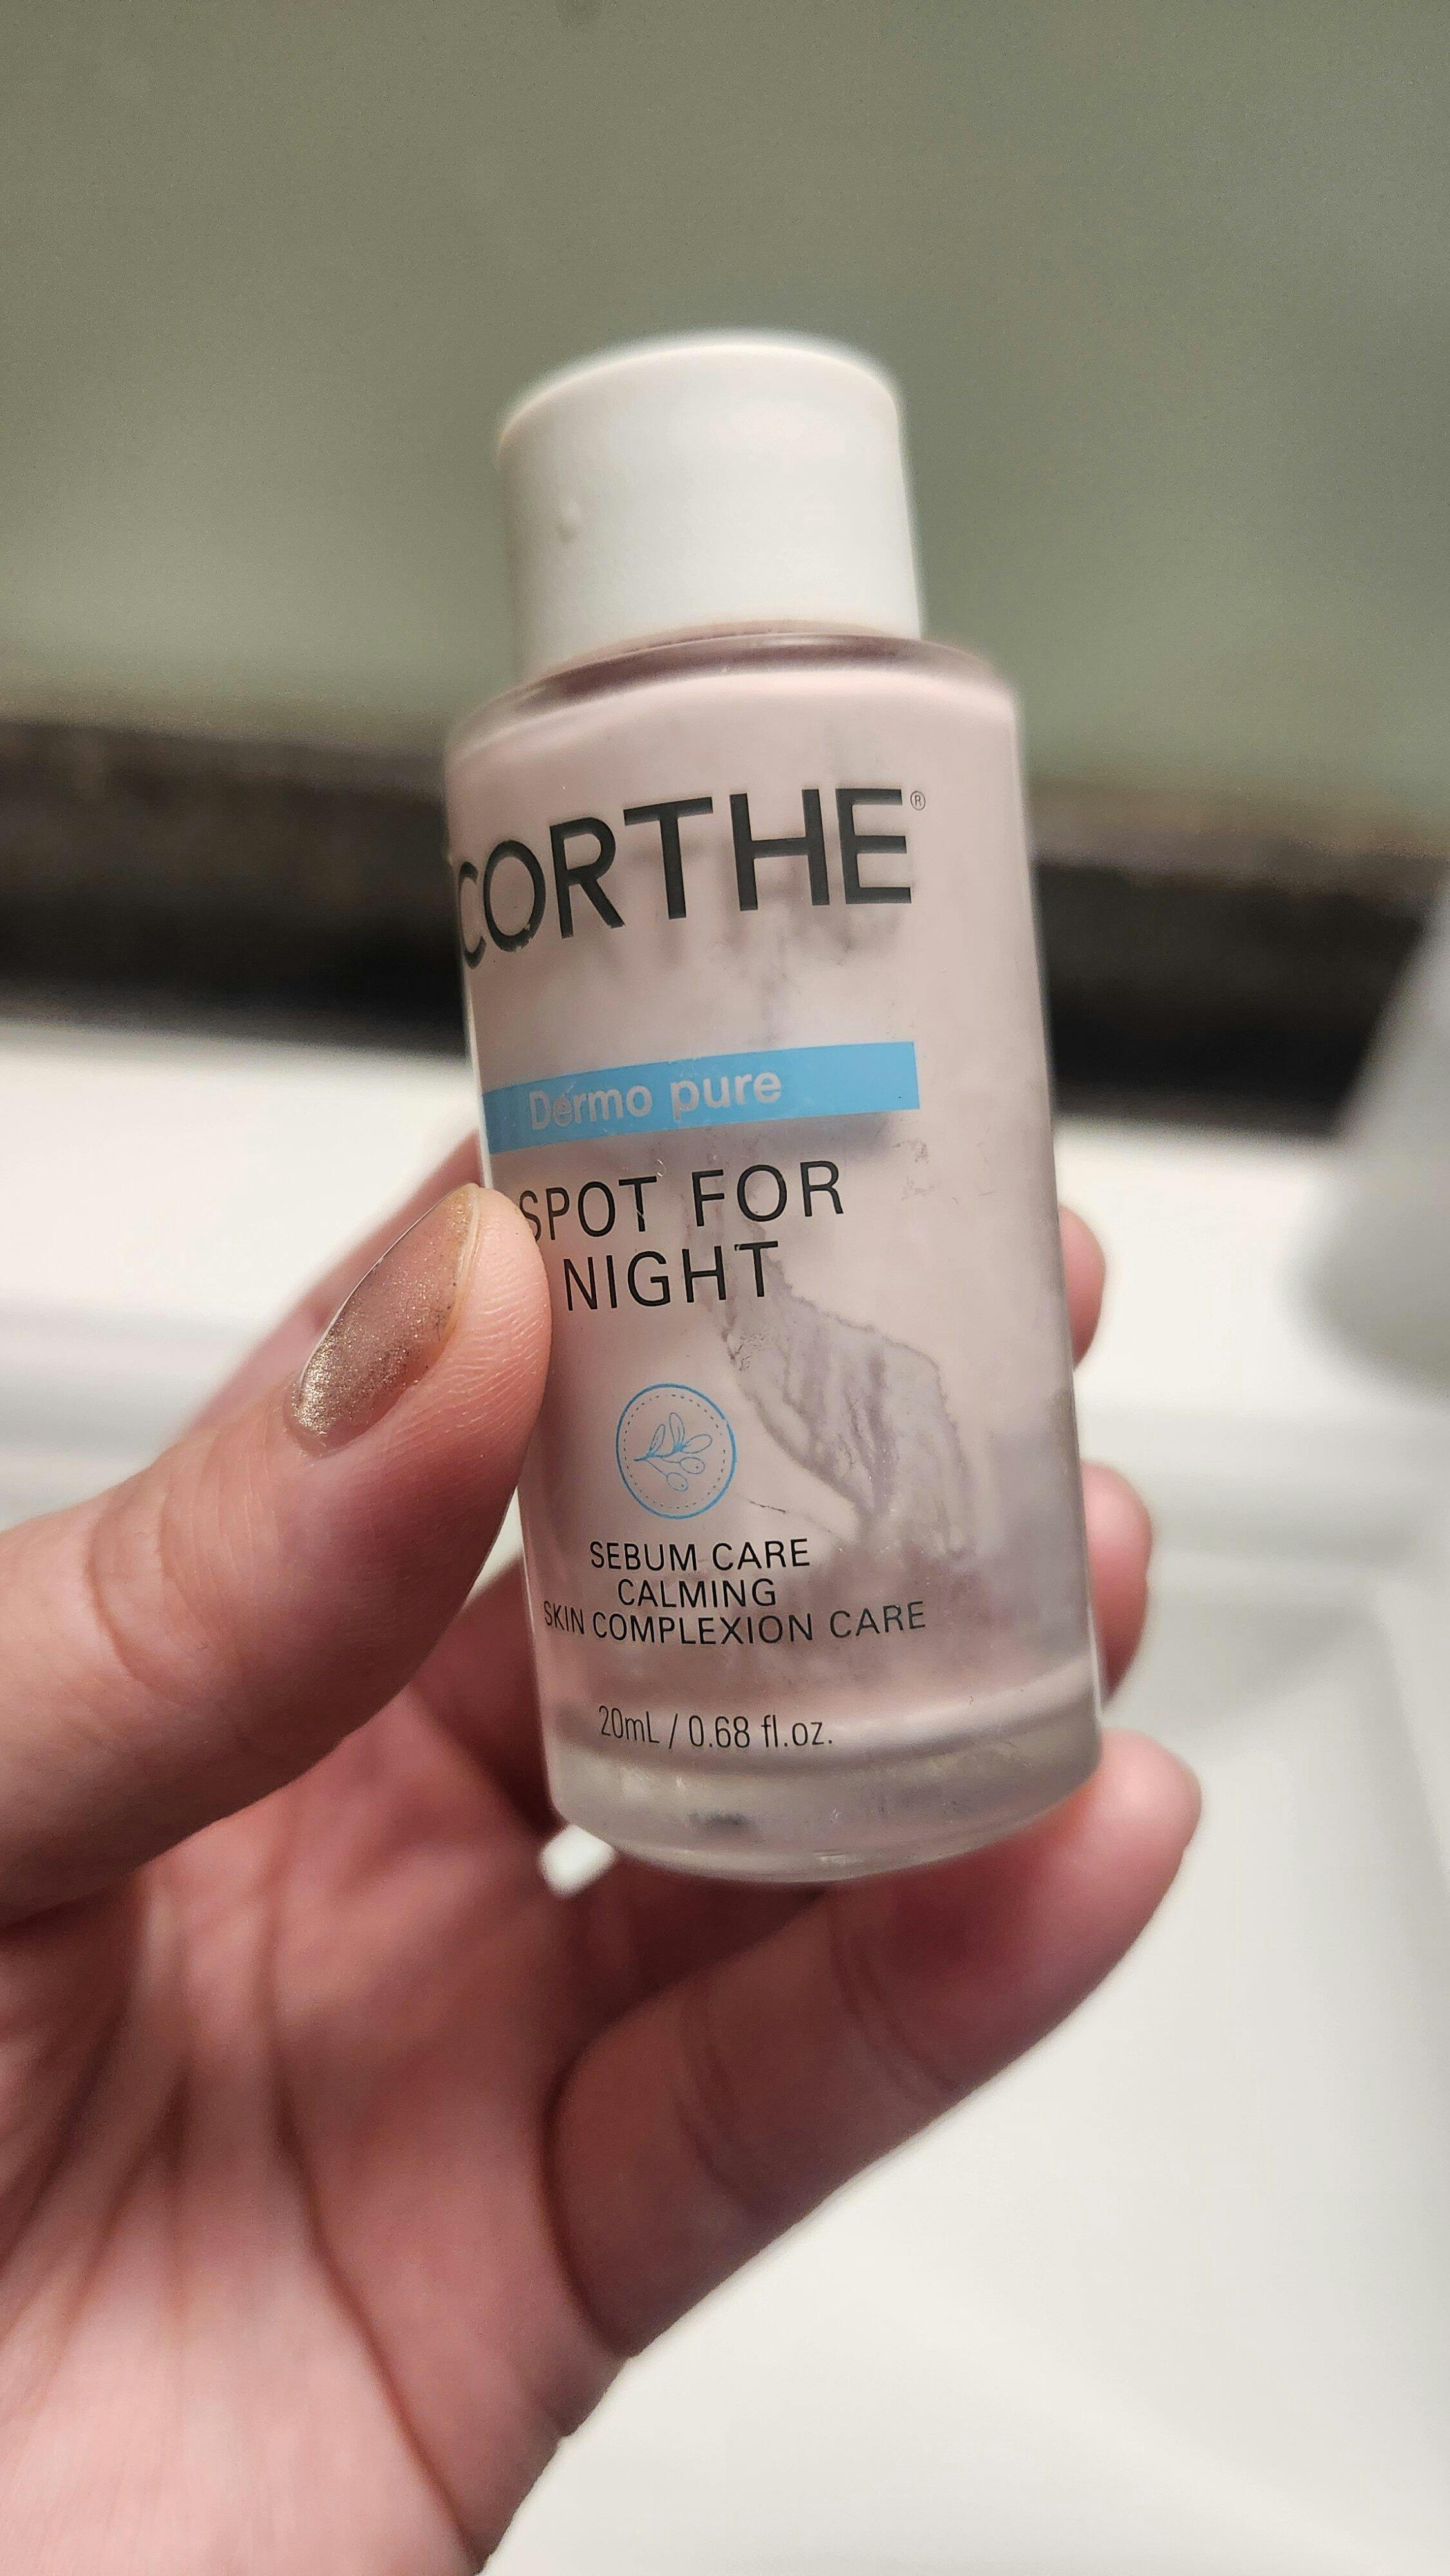 CORTHE®
Dermo pure
SPOT FOR
NIGHT
SEBUM CARE
CALMING
SKIN COMPLEXION CARE
20mL / 0.68 fl.oz.